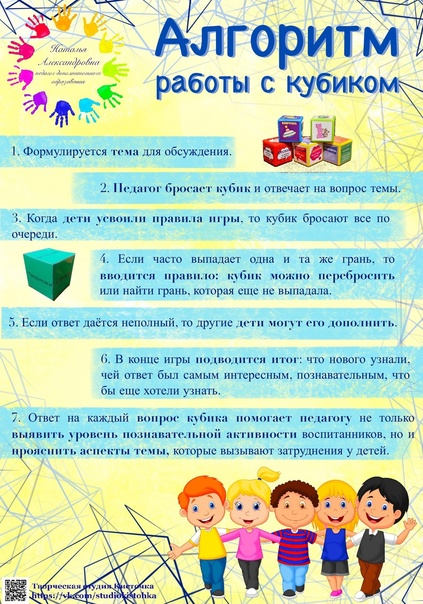 Наталья
Александровна
педагог дополнительного
образования
Алгоритм
работы с кубиком
1. Формулируется тема для обсуждения.
2. Педагог бросает кубик и отвечает на вопрос темы.
3. Когда дети усвоили правила игры, то кубик бросают все по
очереди.
4. Если часто выпадает одна и та же грань, то
вводится правило: кубик можно перебросить
или найти грань, которая еще не выпадала.
5. Если ответ даётся неполный, то другие дети могут его дополнить.
6. В конце игры подводится итог: что нового узнали,
чей ответ был самым интересным, познавательным, что
бы еще хотели узнать.
7. Ответ на каждый вопрос кубика помогает педагогу не только
выявить уровень познавательной активности воспитанников, но и
прояснить аспекты темы, которые вызывают затруднения у детей.
Творческая студия Кисточка
https://vk.com/studiokistohka